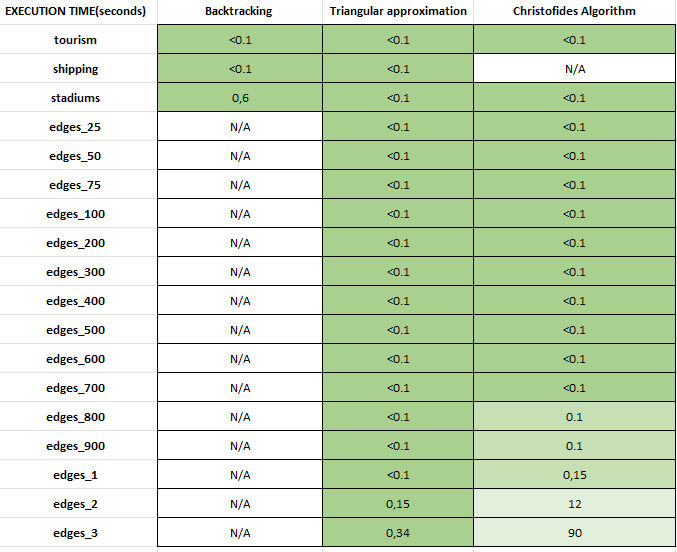 EXECUTION TIME(seconds) Backtracking Triangular approximation Christofides Algorithm
tourism <0.1 <0.1 <0.1
shipping <0.1 <0.1 N/A
stadiums 0,6 <0.1 <0.1
edges_25 N/A <0.1 <0.1
edges_50 N/A <0.1 <0.1
edges_75 N/A <0.1 <0.1
edges_100 N/A <0.1 <0.1
edges_200 N/A <0.1 <0.1
edges_300 N/A <0.1 <0.1
edges_400 N/A <0.1 <0.1
edges_500 N/A <0.1 <0.1
edges_600 N/A <0.1 <0.1
edges_700 N/A <0.1 <0.1
edges_800 N/A <0.1 0.1
edges_900 N/A <0.1 0.1
edges_1 N/A <0.1 0,15
edges_2 N/A 0,15 12
edges_3 N/A 0,34 90